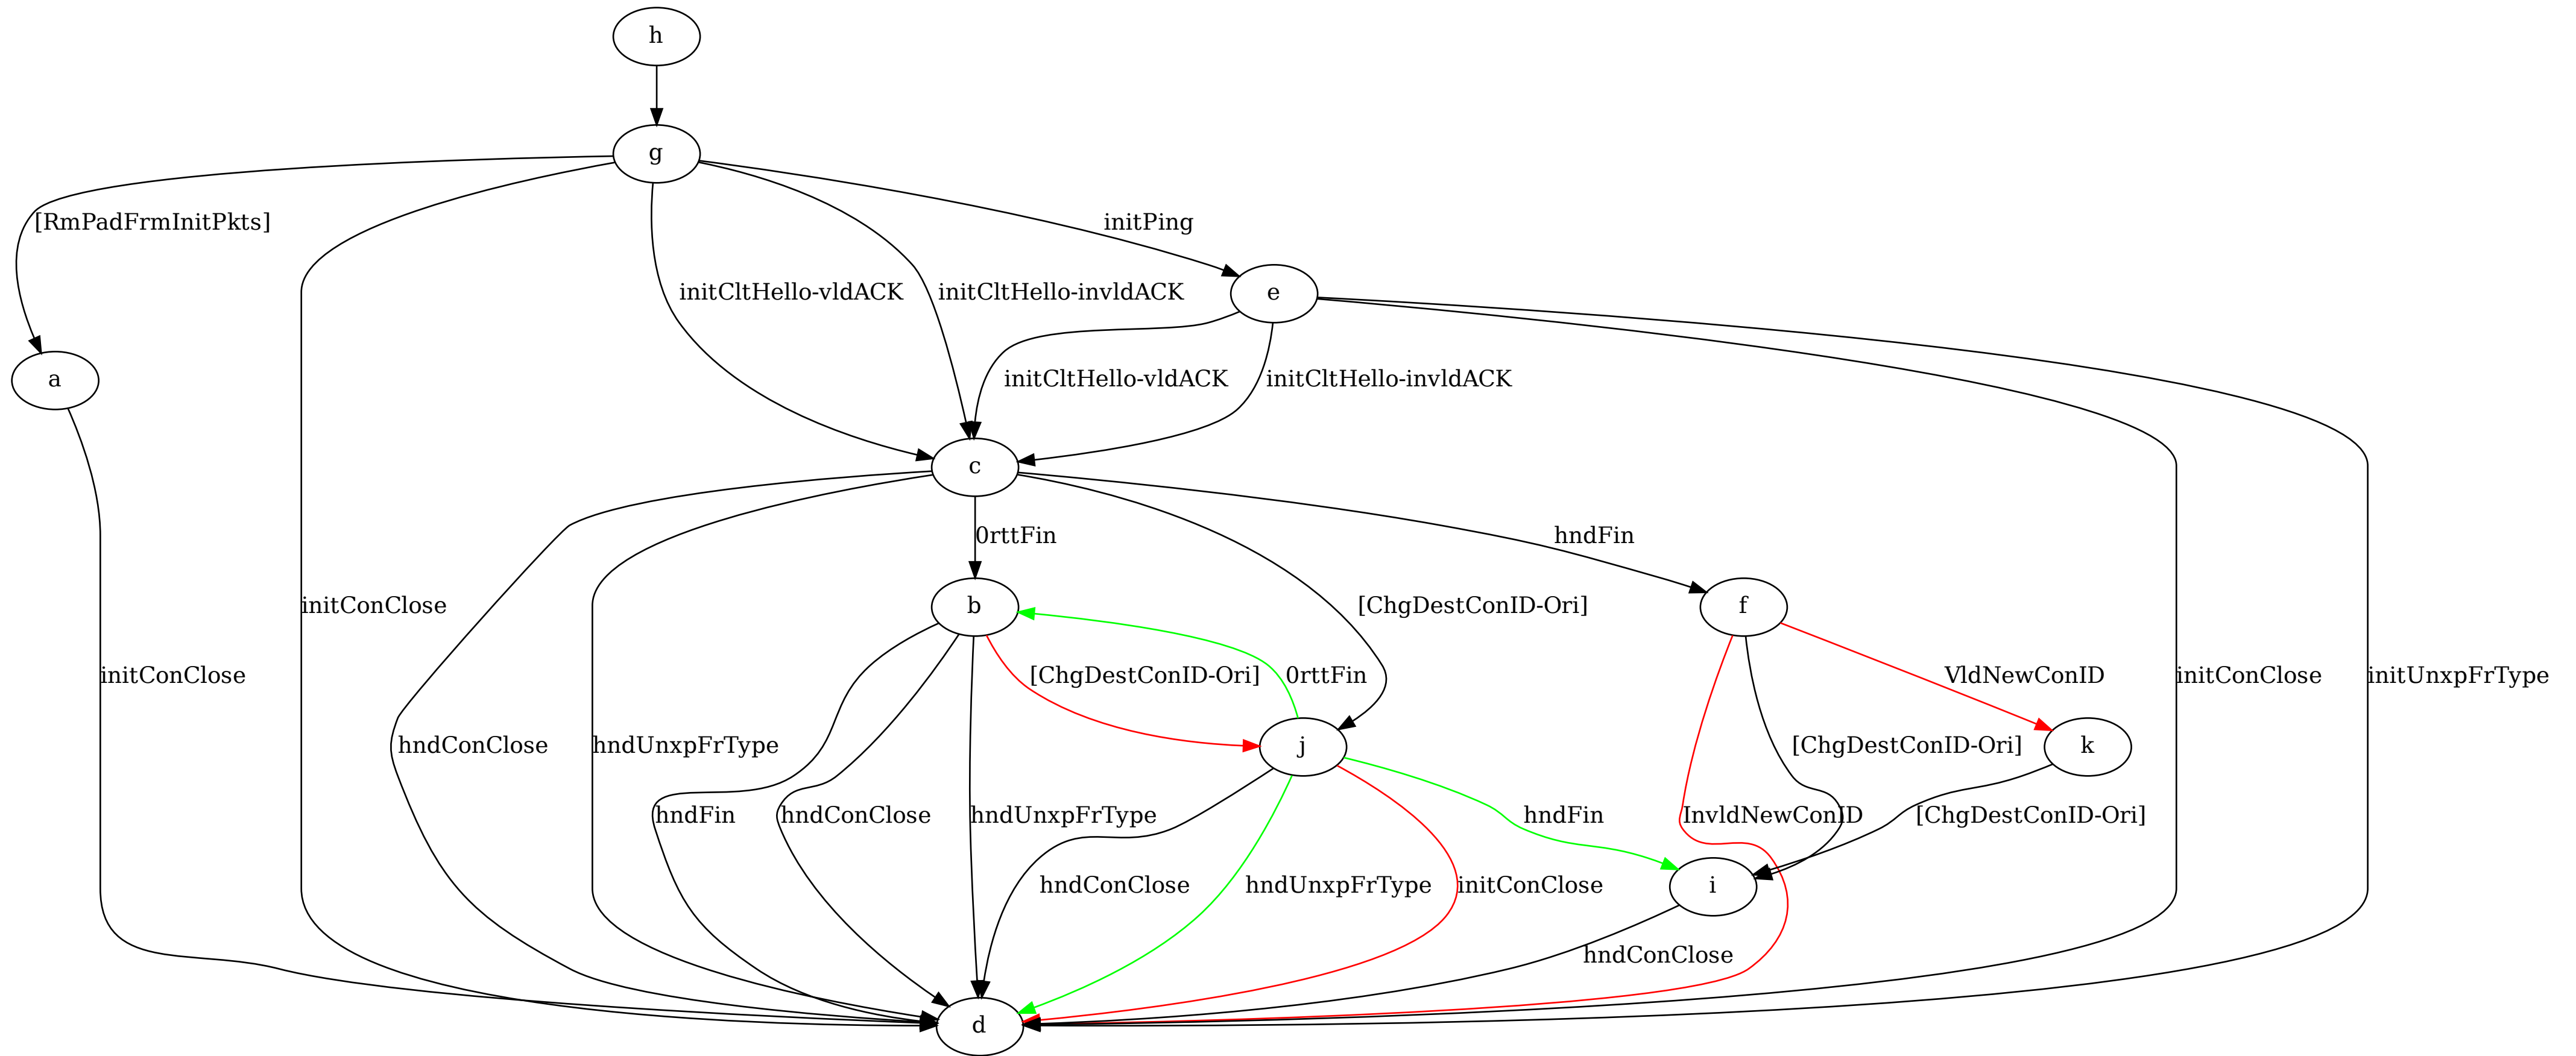 h
g
[RmPadFrmInitPkts]
initPing
initCltHello-vldACK
initCltHello-invldACK
e
a
initCltHello-vldACK
initCltHello-invldACK
c
0rttFin
hndFin
initConClose
b
[ChgDestConID-Ori]
f
initConClose
[ChgDestConID-Ori]
0rttFin
VldNewConID
initConClose
initUnxpFrType
hndConClose
hndUnxpFrType
j
[ChgDestConID-Ori]
k
hndFin
hndConClose
hndUnxpFrType
hndFin
InvldNewConID
[ChgDestConID-Ori]
hndConClose
hndUnxpFrType
initConClose
i
hndConClose
d